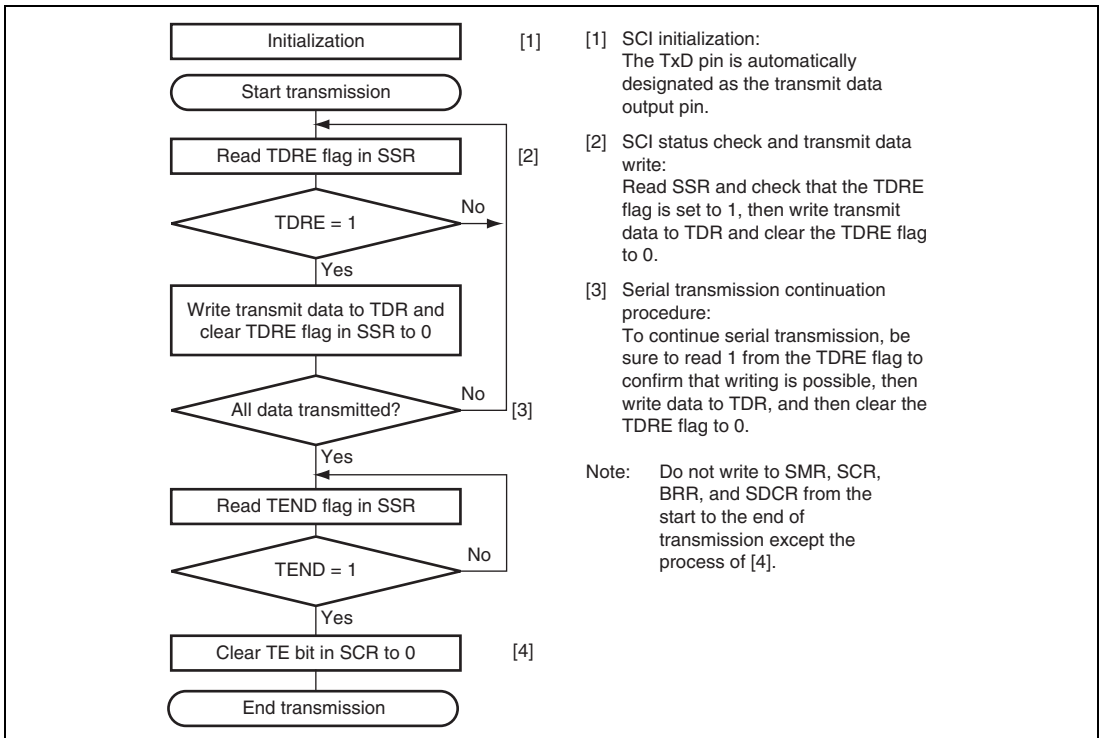 Initialization
[1]
Start transmission
Read TDRE flag in SSR
[2]
No
TDRE = 1
Yes
Write transmit data to TDR and
clear TDRE flag in SSR to 0
No
All data transmitted?
[3]
Yes
Read TEND flag in SSR
No
TEND = 1
Yes
Clear TE bit in SCR to 0
[4]
End transmission
[1] SCI initialization:
The TxD pin is automatically
designated as the transmit data
output pin.
[2] SCI status check and transmit data
write:
Read SSR and check that the TDRE
flag is set to 1, then write transmit
data to TDR and clear the TDRE flag
to 0.
[3] Serial transmission continuation
procedure:
To continue serial transmission, be
sure to read 1 from the TDRE flag to
confirm that writing is possible, then
write data to TDR, and then clear the
TDRE flag to 0.
Note: Do not write to SMR, SCR,
BRR, and SDCR from the
start to the end of
transmission except the
process of [4].